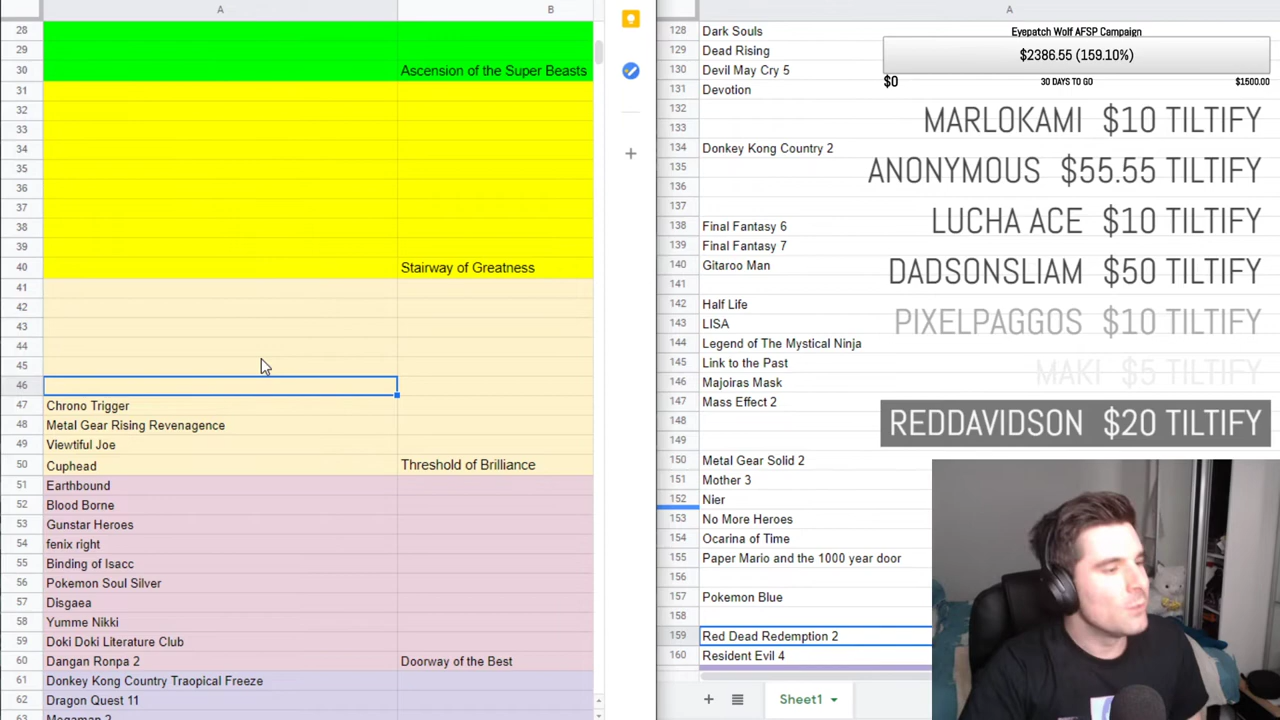 A
B
28
29
30 Ascension of the Super Beasts
31
32
33
34
35
36
37
38
39
40 Stairway of Greatness
41
42
43
44
45
46
47 Chrono Trigger
48 Metal Gear Rising Revenagence
49 Viewtiful Joe
50 Cuphead Threshold of Brilliance
51 Earthbound
52 Blood Borne
53 Gunstar Heroes
54 fenix right
55 Binding of Isacc
56 Pokemon Soul Silver
57 Disgaea
58 Yumme Nikki
59 Doki Doki Literature Club
60 Dangan Ronpa 2 Doorway of the Best
61 Donkey Kong Country Traopical Freeze
62 Dragon Quest 11
63 Megaman 2
A
128 Dark Souls
129 Dead Rising
130 Devil May Cry 5
131 Devotion
132
133
134 Donkey Kong Country 2
135
136
137
138 Final Fantasy 6
139 Final Fantasy 7
140 Gitaroo Man
141
142 Half Life
143 LISA
144 Legend of The Mystical Ninja
145 Link to the Past
146 Majoiras Mask
147 Mass Effect 2
148
149
150 Metal Gear Solid 2
151 Mother 3
152 Nier
153 No More Heroes
154 Ocarina of Time
155 Paper Mario and the 1000 year door
156
157 Pokemon Blue
158
159 Red Dead Redemption 2
160 Resident Evil 4
Sheet1
Eyepatch Wolf AFSP Campaign
$2386.55 (159.10%)
$0 30 DAYS TO GO $1500.00
MARLOKAMI $10 TILTIFY
ANONYMOUS $55.55 TILTIFY
LUCHA ACE $10 TILTIFY
DADSONSLIAM $50 TILTIFY
PIXELPAGGOS $10 TILTIFY
MAKI $5 TILTIFY
REDDAVIDSON $20 TILTIFY